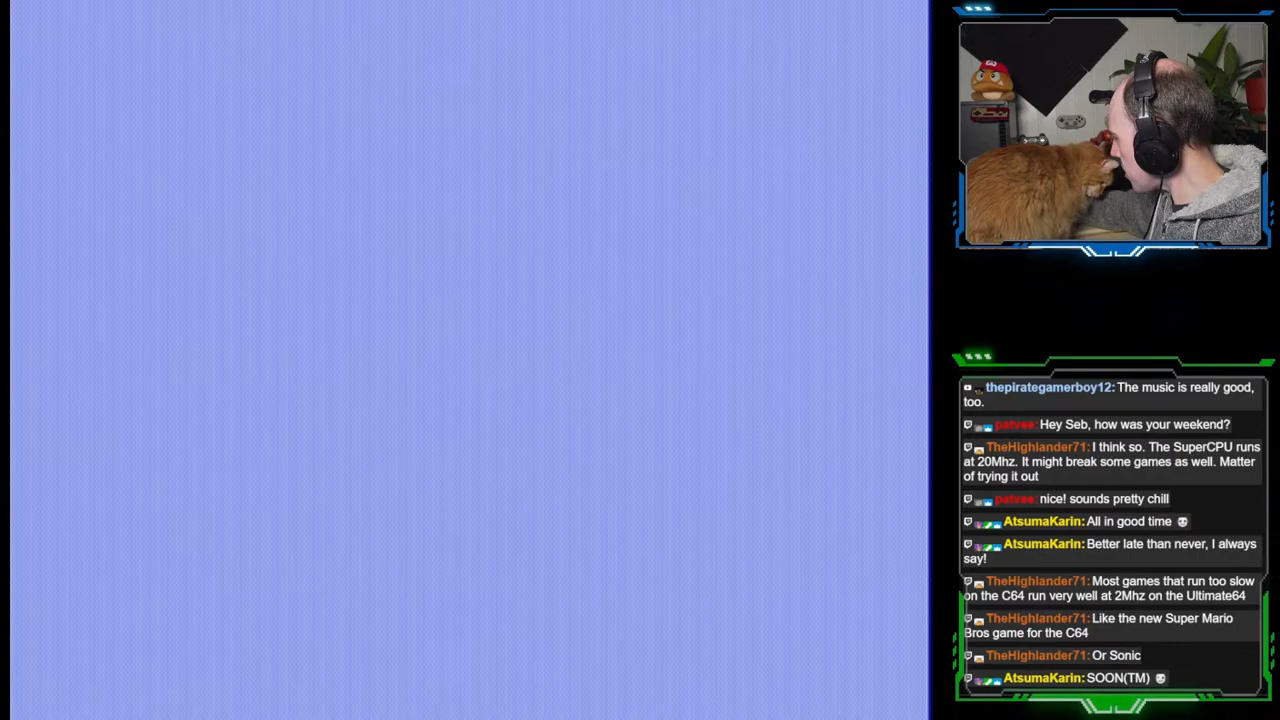 thepirategamerboy12: The music is really good,
too.
patvee: Hey Seb, how was your weekend?
TheHighlander71: I think so. The SuperCPU runs
at 20Mhz. It might break some games as well. Matter
of trying it out
patvee: nice! sounds pretty chill
AtsumaKarin: All in good time
AtsumaKarin: Better late than never, I always
say!
TheHighlander71: Most games that run too slow
on the C64 run very well at 2Mhz on the Ultimate64
TheHighlander71: Like the new Super Mario
Bros game for the C64
TheHighlander71: Or Sonic
AtsumaKarin: SOON(TM)